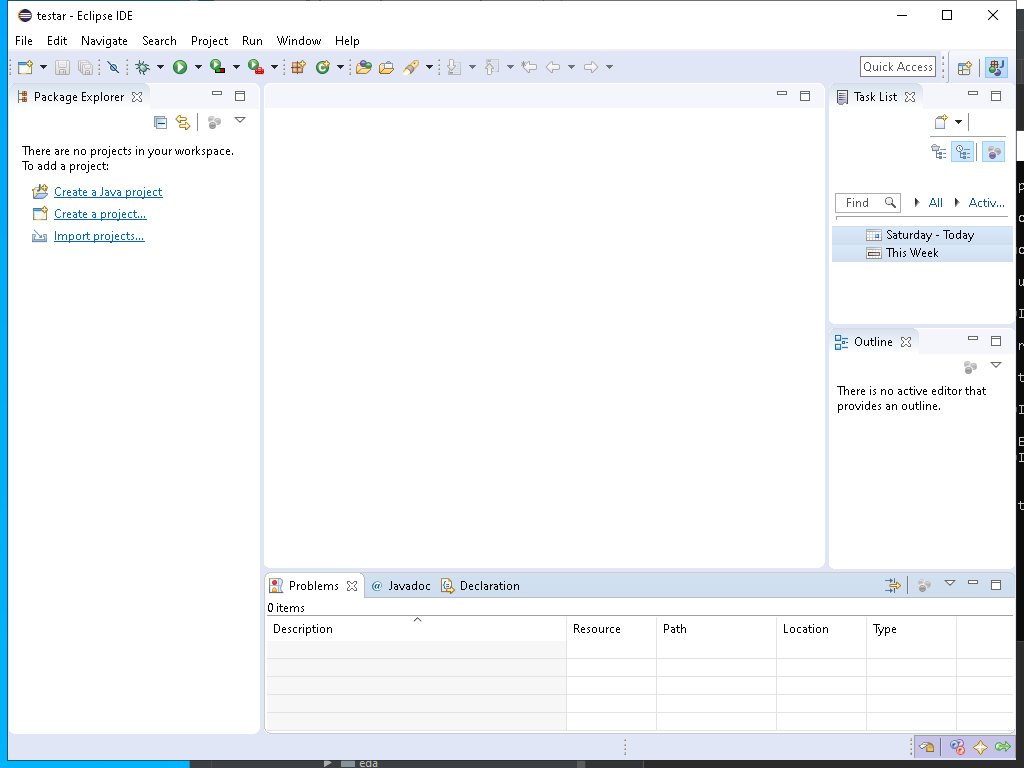 testar - Eclipse IDE
File Edit Navigate Search Project Run Window Help
Quick Access
Package Explorer
There are no projects in your workspace.
To add a project:
Create a Java project
Create a project...
Import projects...
Task List
Find All Activ...
Saturday - Today
This Week
Outline
There is no active editor that
provides an outline.
Problems @ Javadoc Declaration
0 items
Description Resource Path Location Type
eda